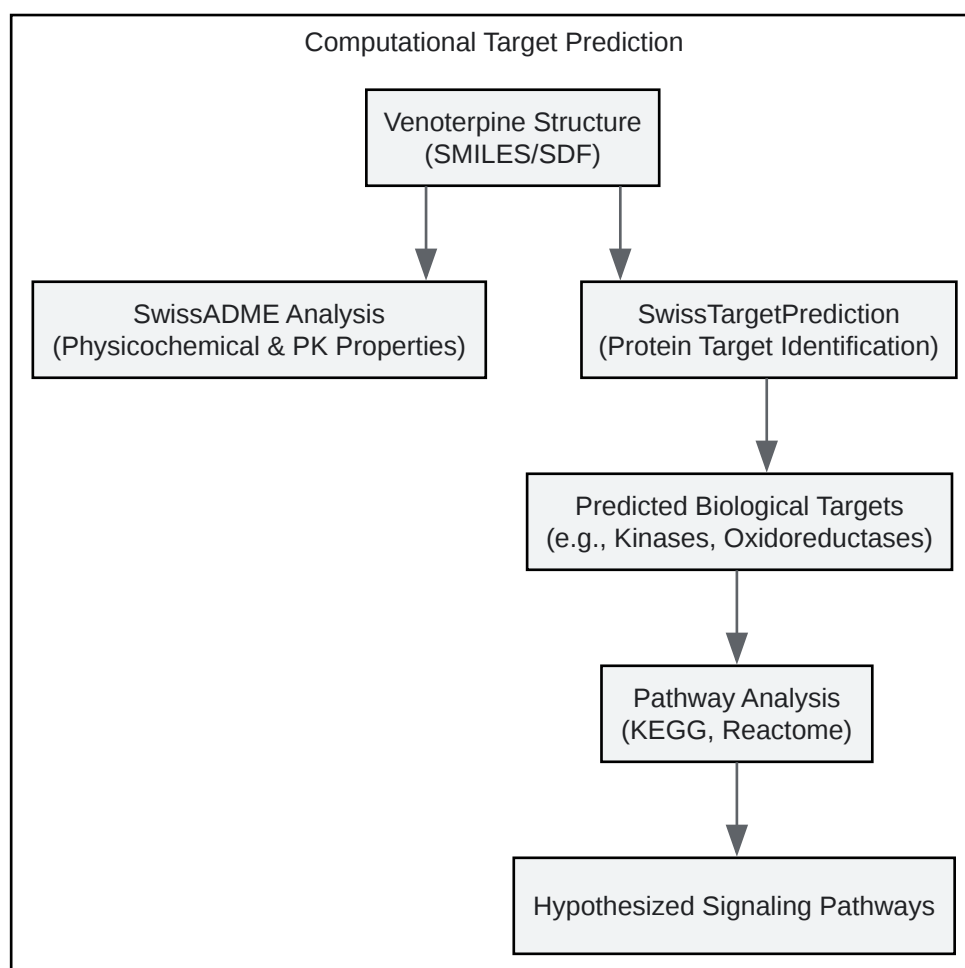 Computational Target Prediction
Venoterpine Structure
(SMILES/SDF)
SwissADME Analysis
(Physicochemical & PK Properties)
SwissTargetPrediction
(Protein Target Identification)
Predicted Biological Targets
(e.g., Kinases, Oxidoreductases)
Pathway Analysis
(KEGG, Reactome)
Hypothesized Signaling Pathways